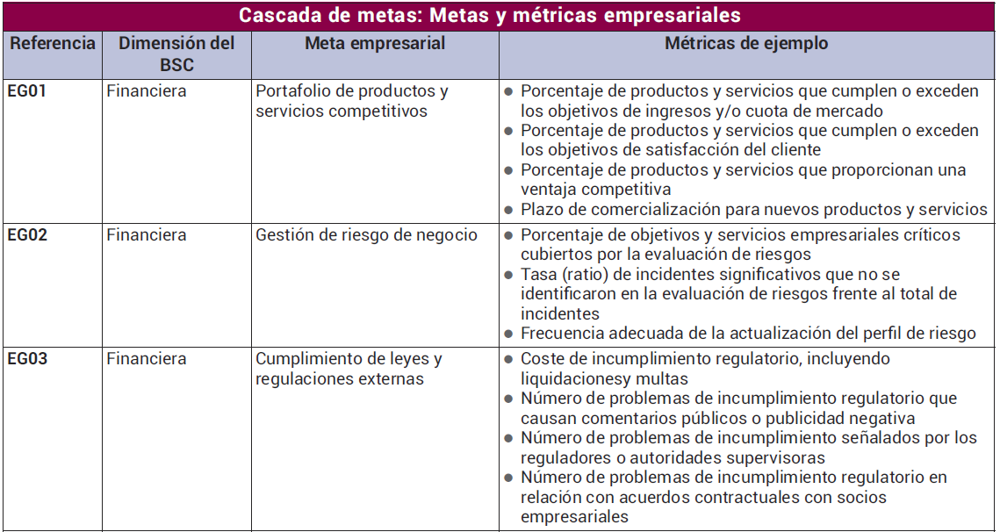 Cascada de metas: Metas y métricas empresariales
Referencia
Dimensión del
BSC
Meta empresarial
Métricas de ejemplo
EG01
Financiera
Portafolio de productos y
servicios competitivos
● Porcentaje de productos y servicios que cumplen o exceden
los objetivos de ingresos y/o cuota de mercado
● Porcentaje de productos y servicios que cumplen o exceden
los objetivos de satisfacción del cliente
● Porcentaje de productos y servicios que proporcionan una
ventaja competitiva
● Plazo de comercialización para nuevos productos y servicios
EG02
Financiera
Gestión de riesgo de negocio
● Porcentaje de objetivos y servicios empresariales críticos
cubiertos por la evaluación de riesgos
● Tasa (ratio) de incidentes significativos que no se
identificaron en la evaluación de riesgos frente al total de
incidentes
● Frecuencia adecuada de la actualización del perfil de riesgo
EG03
Financiera
Cumplimiento de leyes y
regulaciones externas
● Coste de incumplimiento regulatorio, incluyendo
liquidacionesy multas
● Número de problemas de incumplimiento regulatorio que
causan comentarios públicos o publicidad negativa
● Número de problemas de incumplimiento señalados por los
reguladores o autoridades supervisoras
● Número de problemas de incumplimiento regulatorio en
relación con acuerdos contractuales con socios
empresariales